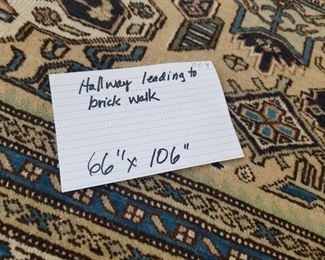 Hallway leading to
brick walk
66" x 106"